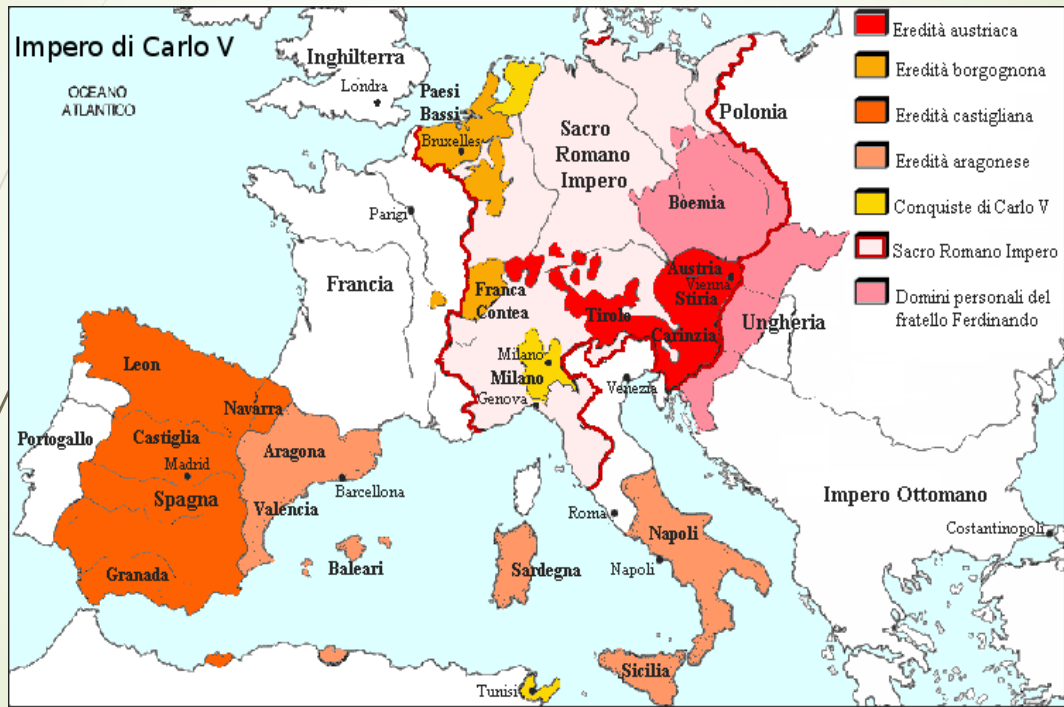 Impero di Carlo V
OCEANO
ATLANTICO
Inghilterra
Londra
Paesi
Bassi
Bruxelles
Sacro
Romano
Impero
Polonia
Boemia
Parigi
Francia
Franca
Contea
Austria
Vienna
Stiria
Tirolo
Carinzia
Ungheria
Milano
Milano
Genova
Venezia
Leon
Navarra
Portogallo
Castiglia
Aragona
Madrid
Barcellona
Spagna
Valencia
Granada
Baleari
Roma
Napoli
Napoli
Sardegna
Sicilia
Tunisi
Impero Ottomano
Costantinopoli
Eredità austriaca
Eredità borgognona
Eredità castigliana
Eredità aragonese
Conquiste di Carlo V
Sacro Romano Impero
Domini personali del
fratello Ferdinando